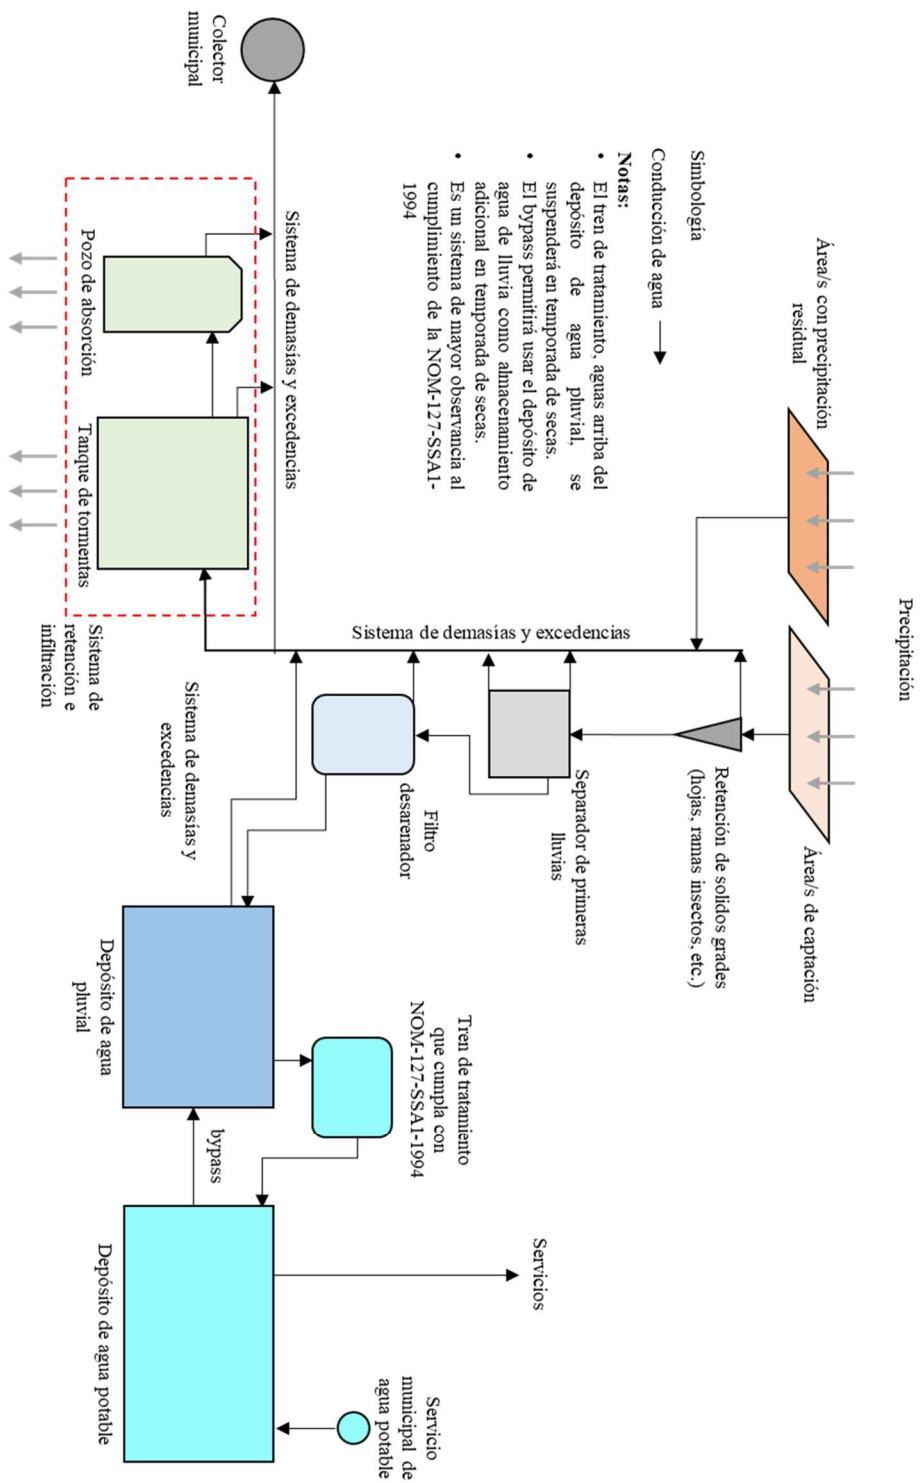 Precipitación
Área/s con precipitación
residual
Área/s de captación
Simbología
Conducción de agua
Notas:
• El tren de tratamiento, aguas arriba del
depósito de agua pluvial, se
suspenderá en temporada de secas.
• El bypass permitirá usar el depósito de
agua de lluvia como almacenamiento
adicional en temporada de secas.
• Es un sistema de mayor observancia al
cumplimiento de la NOM-127-SSA1-
1994
Retención de solidos grades
(hojas, ramas insectos, etc.)
Separador de primeras
lluvias
Sistema de demasías y excedencias
Filtro
desarenador
Tren de tratamiento
que cumpla con
NOM-127-SSA1-1994
Servicios
Servicio
municipal de
agua potable
Colector
municipal
Sistema de demasías y excedencias
Sistema de demasías y
excedencias
bypass
Pozo de absorción
Tanque de tormentas
Sistema de
retención e
infiltración
Depósito de agua
pluvial
Depósito de agua potable